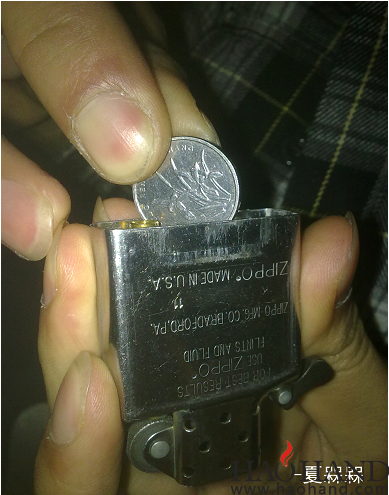 FOR BEST RESULTS
USE ZIPPO®
FLINTS AND FLUID
ZIPPO MFG. CO. BRADFORD, PA.
ZIPPO® MADE IN U.S.A.